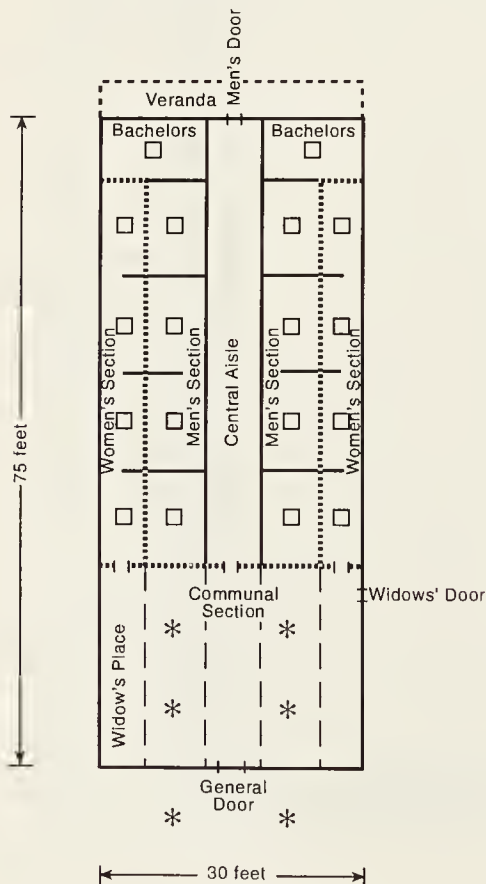 Men's Door
Veranda
Bachelors
Bachelors
75 feet
Women's Section
Men's Section
Central Aisle
Men's Section
Women's Section
Communal
Section
Widows' Door
Widow's Place
General
Door
30 feet